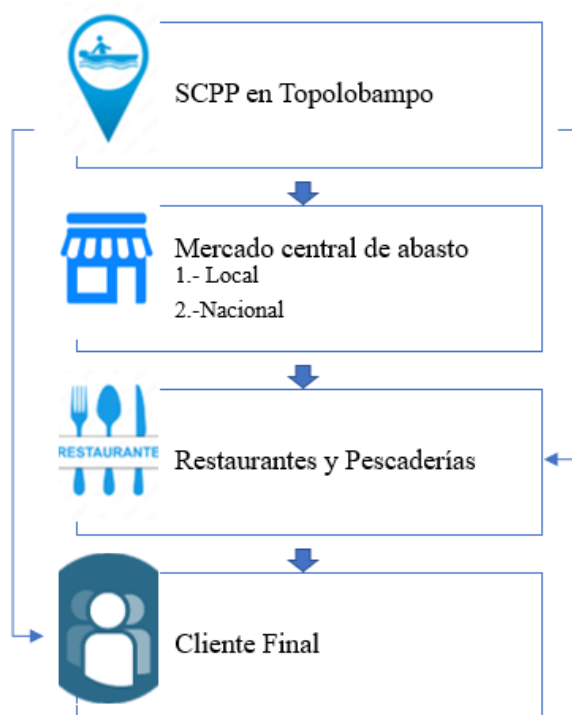 SCPP en Topolobampo
Mercado central de abasto
1.- Local
2.-Nacional
RESTAURANTE
Restaurantes y Pescaderías
Cliente Final